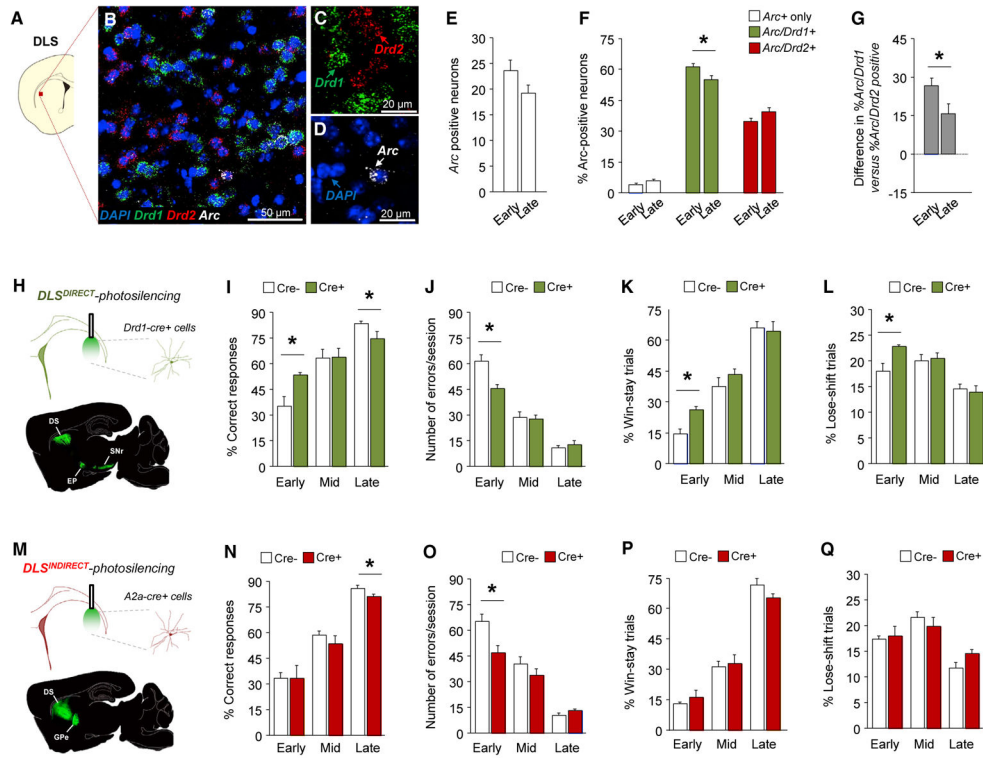 A
DLS
B
DAPI Drd1 Drd2 Arc
50 µm
C
Drd2
Drd1
20 µm
D
Arc
DAPI
20 µm
E
Arc positive neurons
30
25
20
15
10
5
0
Early
Late
F
Arc+ only
Arc/Drd1+
Arc/Drd2+
*
% Arc-positive neurons
75
60
45
30
15
0
Early
Late
Early
Late
Early
Late
G
*
Difference in %Arc/Drd1
versus %Arc/Drd2 positive
45
30
15
0
-15
Early
Late
H
DLSDIRECT-photosilencing
Drd1-cre+ cells
DS
SNr
EP
I
Cre- Cre+
* *
% Correct responses
90
75
60
45
30
15
0
Early Mid Late
J
Cre- Cre+
*
Number of errors/session
90
75
60
45
30
15
0
Early Mid Late
K
Cre- Cre+
*
% Win-stay trials
75
60
45
30
15
0
Early Mid Late
L
Cre- Cre+
*
% Lose-shift trials
30
25
20
15
10
5
0
Early Mid Late
M
DLSINDIRECT-photosilencing
A2a-cre+ cells
DS
GPe
N
Cre- Cre+
*
% Correct responses
90
75
60
45
30
15
0
Early Mid Late
O
Cre- Cre+
*
Number of errors/session
90
75
60
45
30
15
0
Early Mid Late
P
Cre- Cre+
% Win-stay trials
75
60
45
30
15
0
Early Mid Late
Q
Cre- Cre+
% Lose-shift trials
30
25
20
15
10
5
0
Early Mid Late